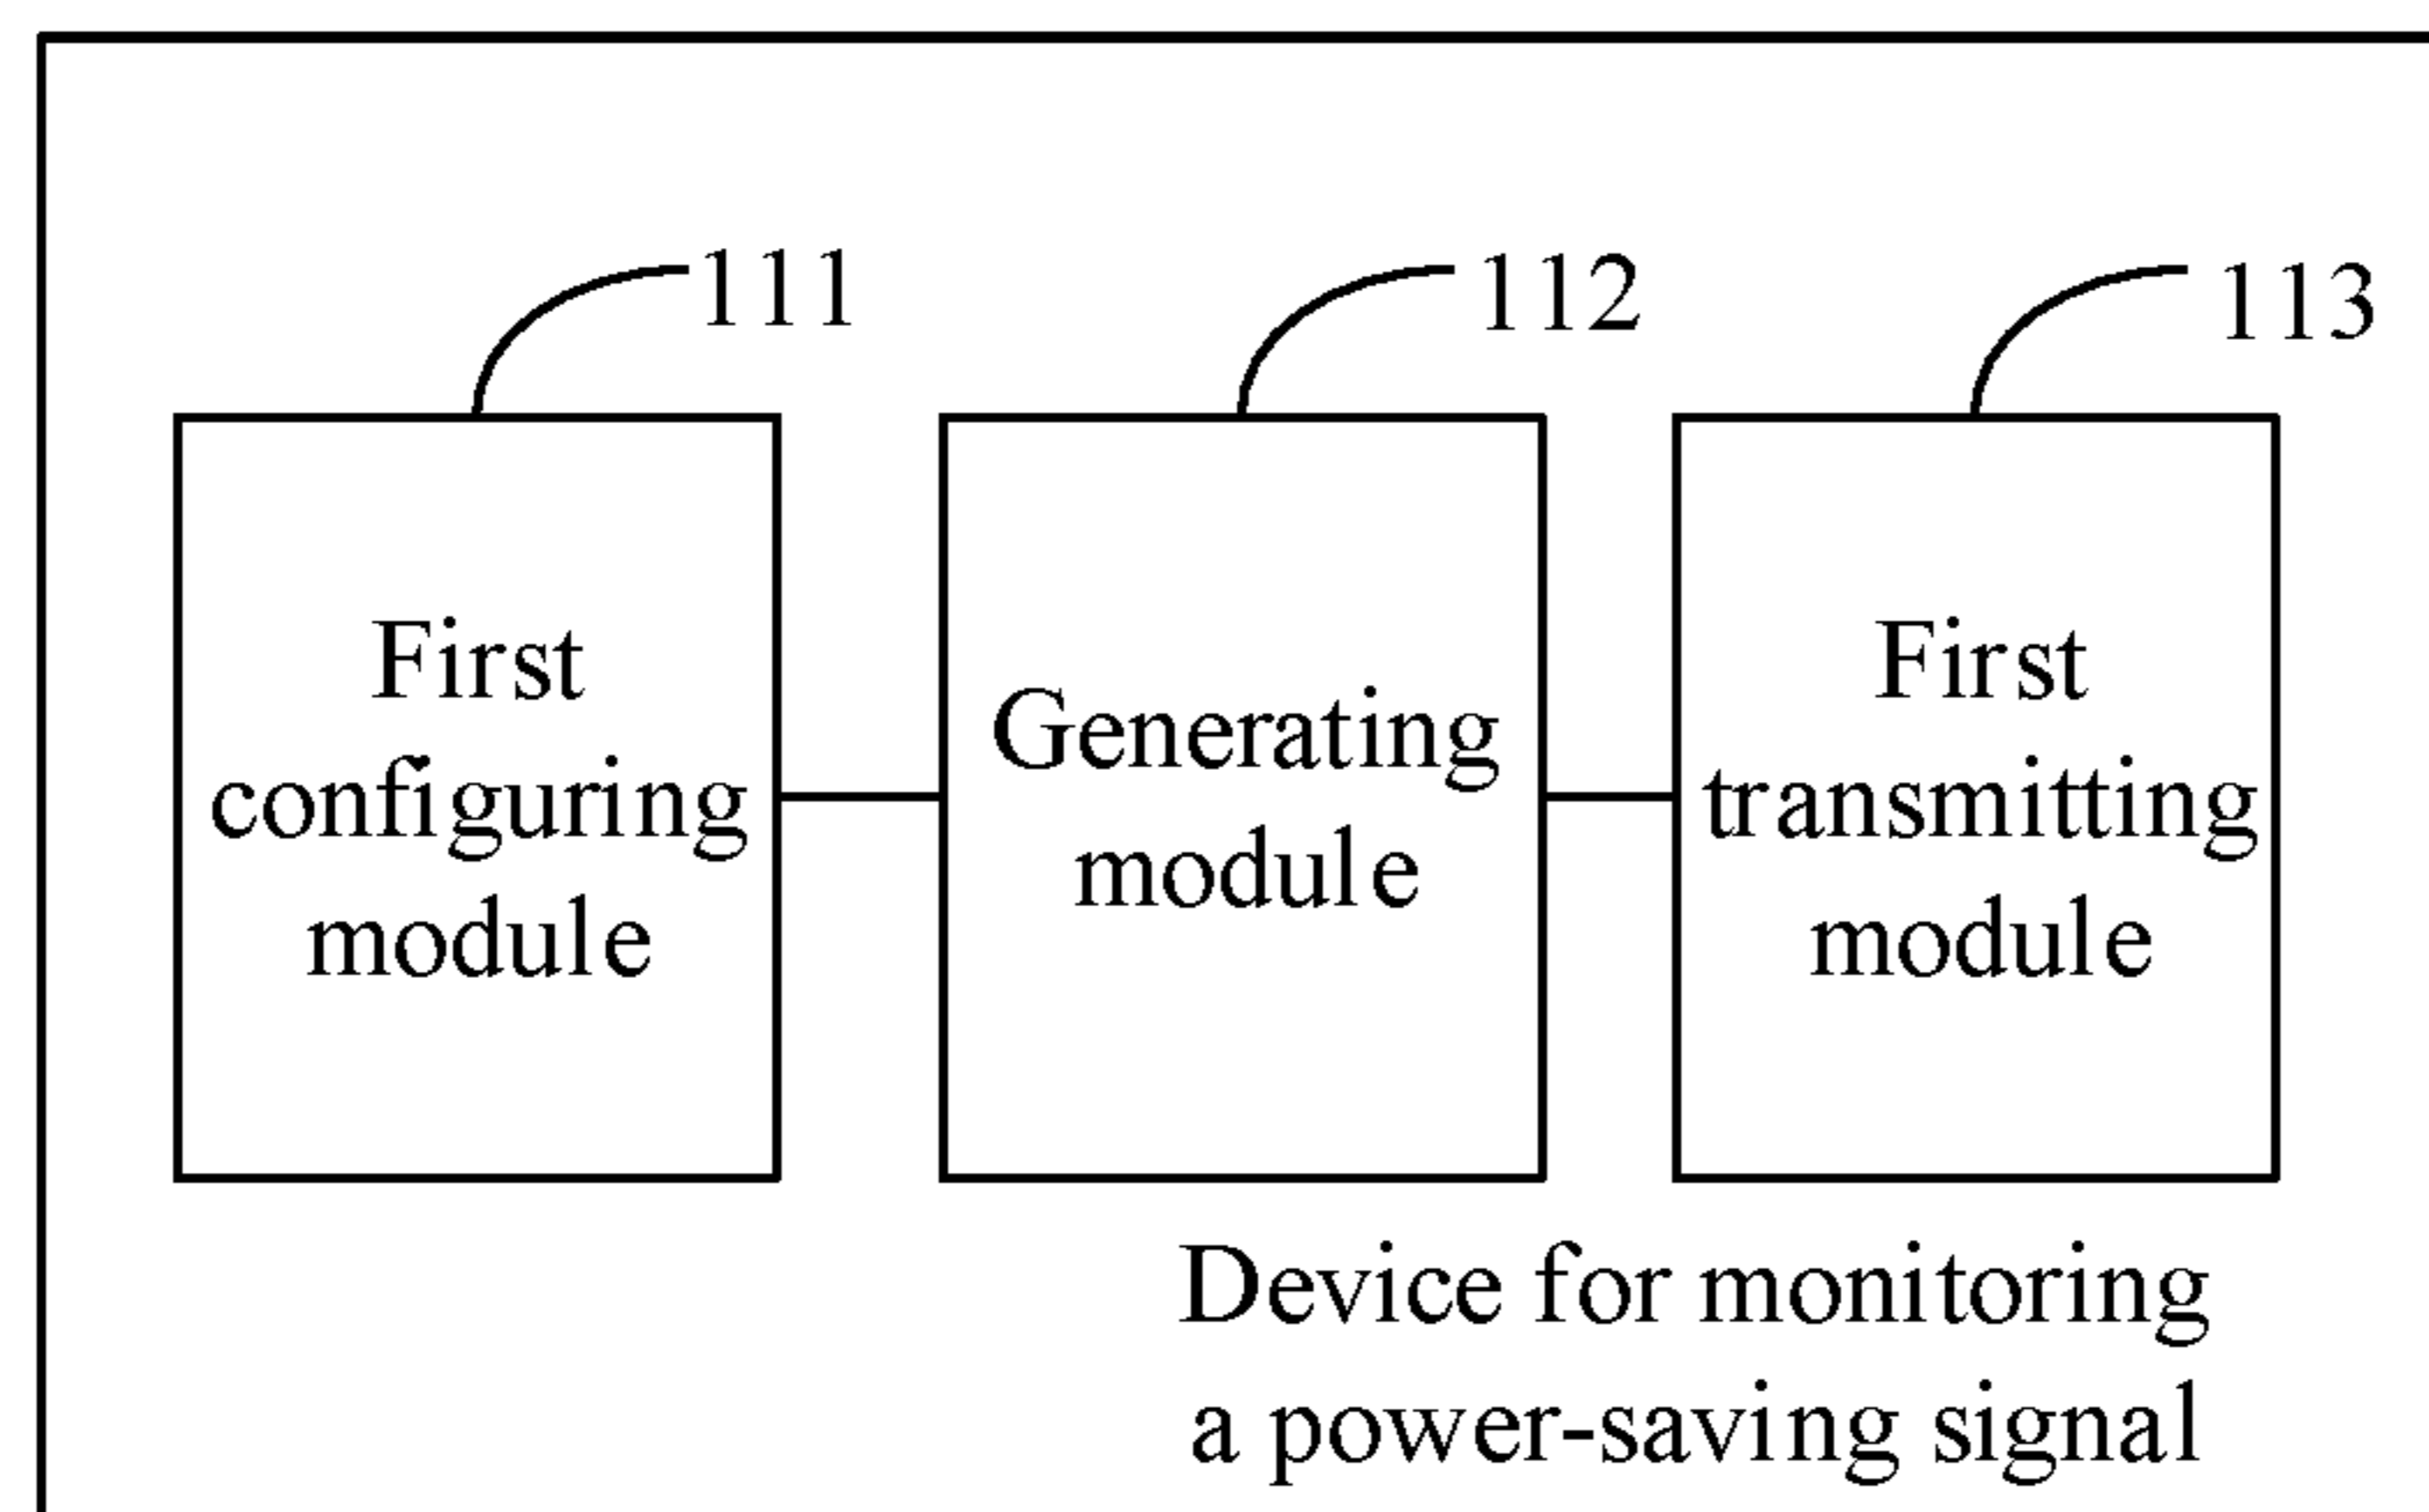 111
112
113
First
configuring
module
Generating
module
First
transmitting
module
Device for monitoring
a power-saving signal